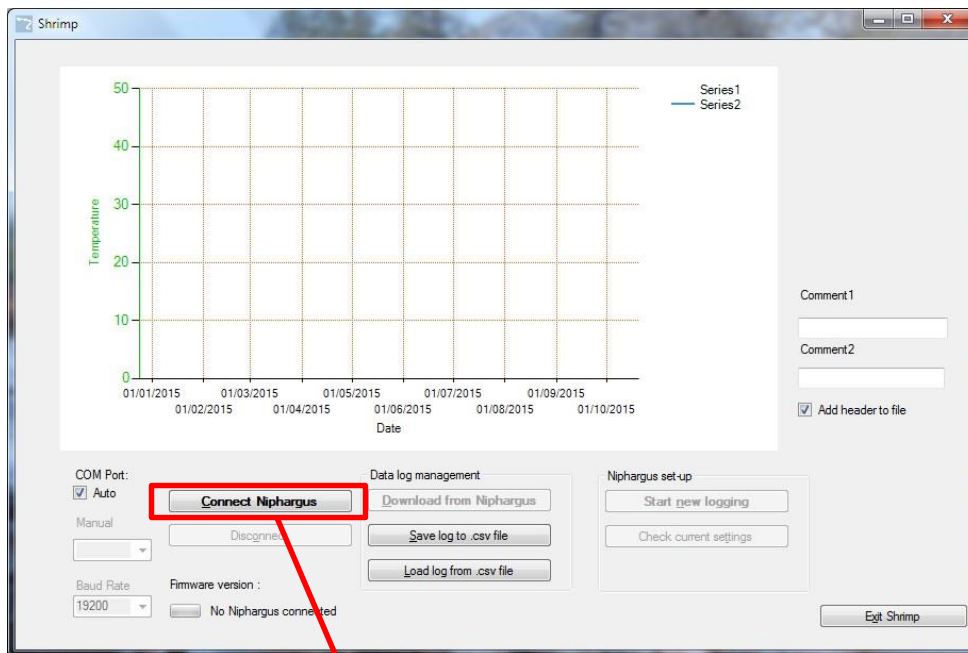 Shrimp
Series1
Series2
50
40
30
20
10
0
Temperature
01/01/2015 01/03/2015 01/05/2015 01/07/2015 01/09/2015
01/02/2015 01/04/2015 01/06/2015 01/08/2015 01/10/2015
Date
Comment1
Comment2
Add header to file
COM Port:
Auto
Manual
Baud Rate
19200
Connect Niphargus
Disconnect
Firmware version :
No Niphargus connected
Data log management
Download from Niphargus
Save log to .csv file
Load log from .csv file
Niphargus set-up
Start new logging
Check current settings
Exit Shrimp